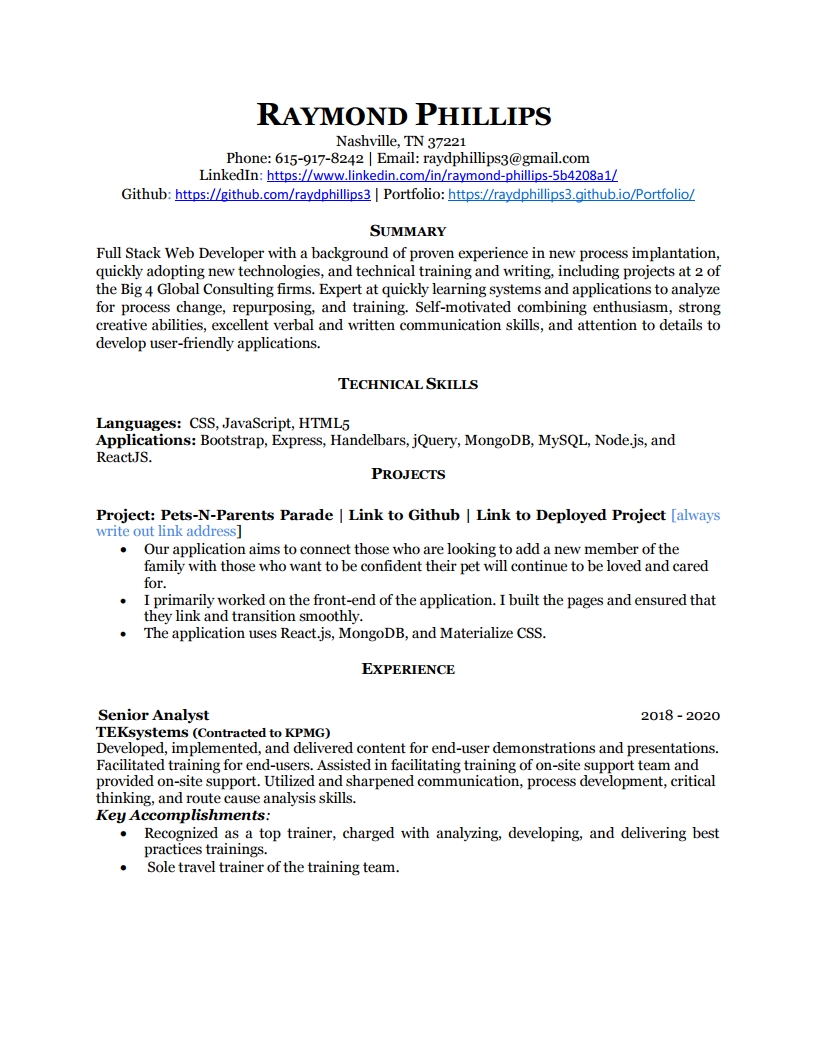 RAYMOND PHILLIPS
Nashville, TN 37221
Phone: 615-917-8242 | Email: raydphillips3@gmail.com
LinkedIn: https://www.linkedin.com/in/raymond-phillips-5b4208a1/
Github: https://github.com/raydphillips3 | Portfolio: https://raydphillips3.github.io/Portfolio/
SUMMARY
Full Stack Web Developer with a background of proven experience in new process implantation,
quickly adopting new technologies, and technical training and writing, including projects at 2 of
the Big 4 Global Consulting firms. Expert at quickly learning systems and applications to analyze
for process change, repurposing, and training. Self-motivated combining enthusiasm, strong
creative abilities, excellent verbal and written communication skills, and attention to details to
develop user-friendly applications.
TECHNICAL SKILLS
Languages: CSS, JavaScript, HTML5
Applications: Bootstrap, Express, Handelbars, jQuery, MongoDB, MySQL, Node.js, and
ReactJS.
PROJECTS
Project: Pets-N-Parents Parade | Link to Github | Link to Deployed Project [always
write out link address]
• Our application aims to connect those who are looking to add a new member of the
family with those who want to be confident their pet will continue to be loved and cared
for.
• I primarily worked on the front-end of the application. I built the pages and ensured that
they link and transition smoothly.
• The application uses React.js, MongoDB, and Materialize CSS.
EXPERIENCE
Senior Analyst 2018 - 2020
TEKsystems (Contracted to KPMG)
Developed, implemented, and delivered content for end-user demonstrations and presentations.
Facilitated training for end-users. Assisted in facilitating training of on-site support team and
provided on-site support. Utilized and sharpened communication, process development, critical
thinking, and route cause analysis skills.
Key Accomplishments:
• Recognized as a top trainer, charged with analyzing, developing, and delivering best
practices trainings.
• Sole travel trainer of the training team.